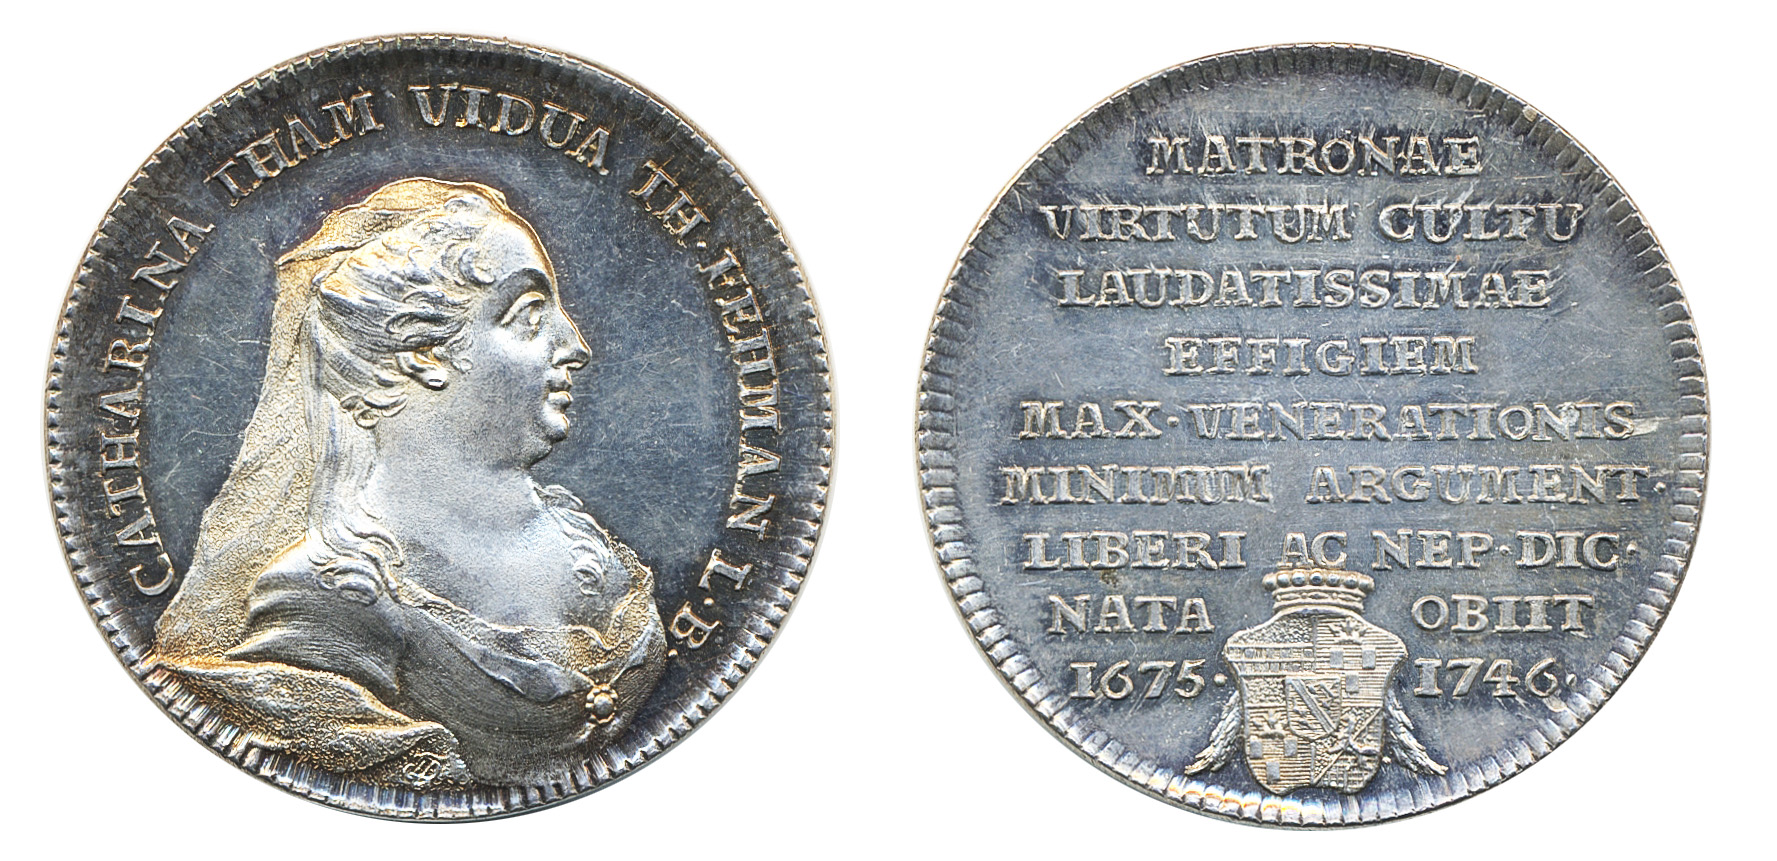 CATHARINA THAM VIDUA TH. FEHMAN L. B.
MATRONAE
VIRTUTUM CULTU
LAUDATISSIMAE
EFFIGIEM
MAX · VENERATIONIS
MINIMUM ARGUMENT ·
LIBERI AC NEP · DIC ·
NATA OBIIT
1675 · 1746 ·